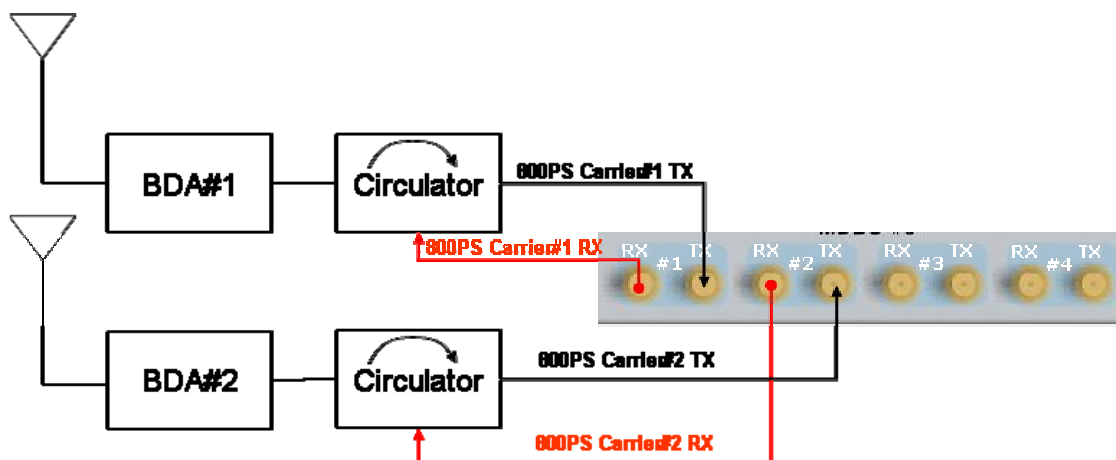 BDA#1
Circulator
800PS Carrier#1 TX
800PS Carrier#1 RX
RX TX RX TX RX TX RX TX
#1 #2 #3 #4
BDA#2
Circulator
800PS Carrier#2 TX
800PS Carrier#2 RX